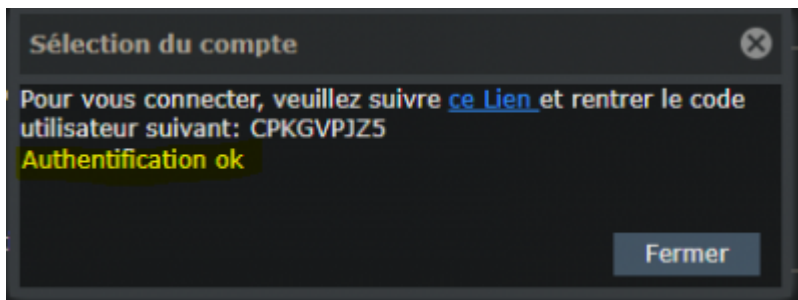 Sélection du compte
Pour vous connecter, veuillez suivre ce Lien et rentrer le code
utilisateur suivant: CPKGVPJZ5
Authentification ok
Fermer